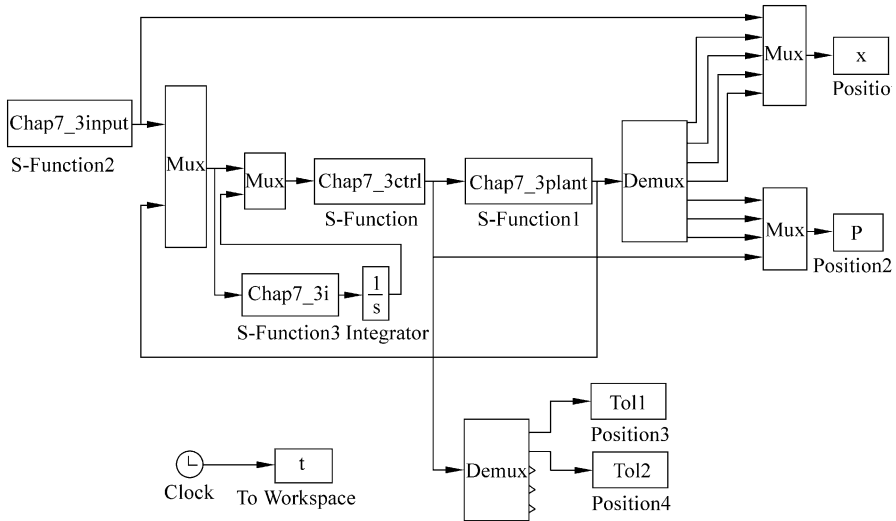 Mux
x
Positio
Chap7_3input
S-Function2
Mux
Mux
Chap7_3ctrl
S-Function
Chap7_3plant
S-Function1
Demux
Mux
P
Position2
Chap7_3i
S-Function3
1
s
Integrator
Tol1
Position3
Demux
Tol2
Position4
Clock
t
To Workspace